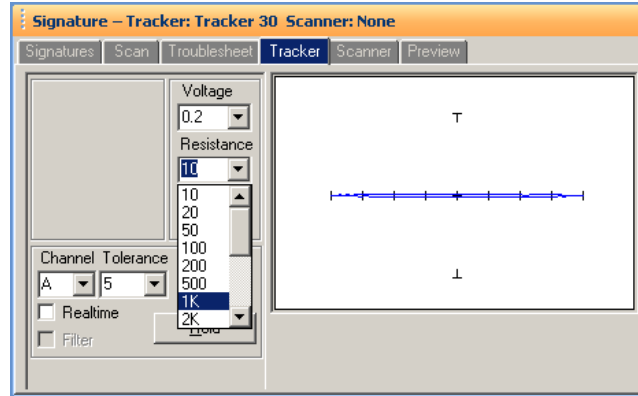 Signature – Tracker: Tracker 30 Scanner: None
Signatures Scan Troublesheet Tracker Scanner Preview
Voltage
0.2
Resistance
10
10
20
50
100
200
500
1K
2K
Channel Tolerance
A 5
Realtime
Filter
Hold